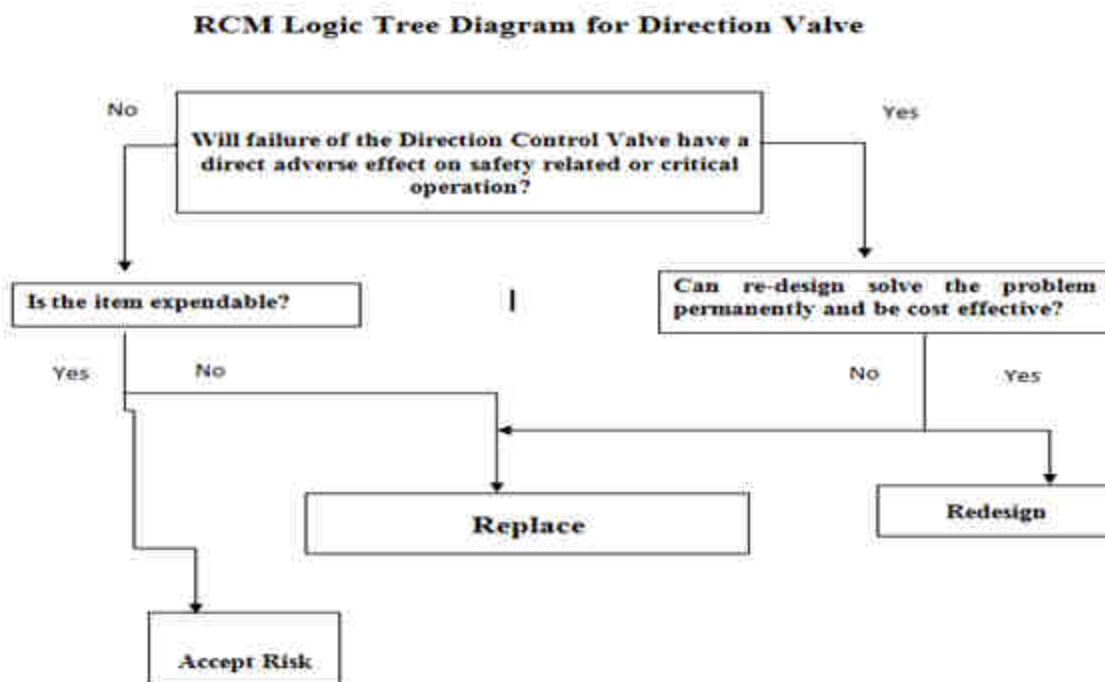 RCM Logic Tree Diagram for Direction Valve
No
Yes
Will failure of the Direction Control Valve have a
direct adverse effect on safety related or critical
operation?
Is the item expendable?
Can re-design solve the problem
permanently and be cost effective?
Yes
No
No
Yes
Replace
Redesign
Accept Risk